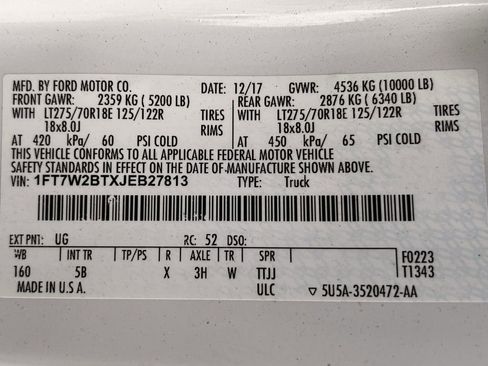 MFD. BY FORD MOTOR CO. DATE: 12/17 GVWR: 4536 KG (10000 LB)
FRONT GAWR: 2359 KG ( 5200 LB) REAR GAWR: 2876 KG ( 6340 LB)
WITH LT275/70R18E 125/122R TIRES WITH LT275/70R18E 125/122R TIRES
18x8.0J RIMS 18x8.0J RIMS
AT 420 kPa/ 60 PSI COLD AT 450 kPa/ 65 PSI COLD
THIS VEHICLE CONFORMS TO ALL APPLICABLE FEDERAL MOTOR VEHICLE
SAFETY STANDARDS IN EFFECT ON THE DATE OF MANUFACTURE SHOWN ABOVE.
VIN: 1FT7W2BTXJEB27813 TYPE: Truck
EXT PNT: UG RC: 52 DSO:
WB INT TR TP/PS R AXLE TR SPR F0223
160 5B X 3H W TTJJ T1343
MADE IN U.S.A. ULC ▽ 5U5A-3520472-AA